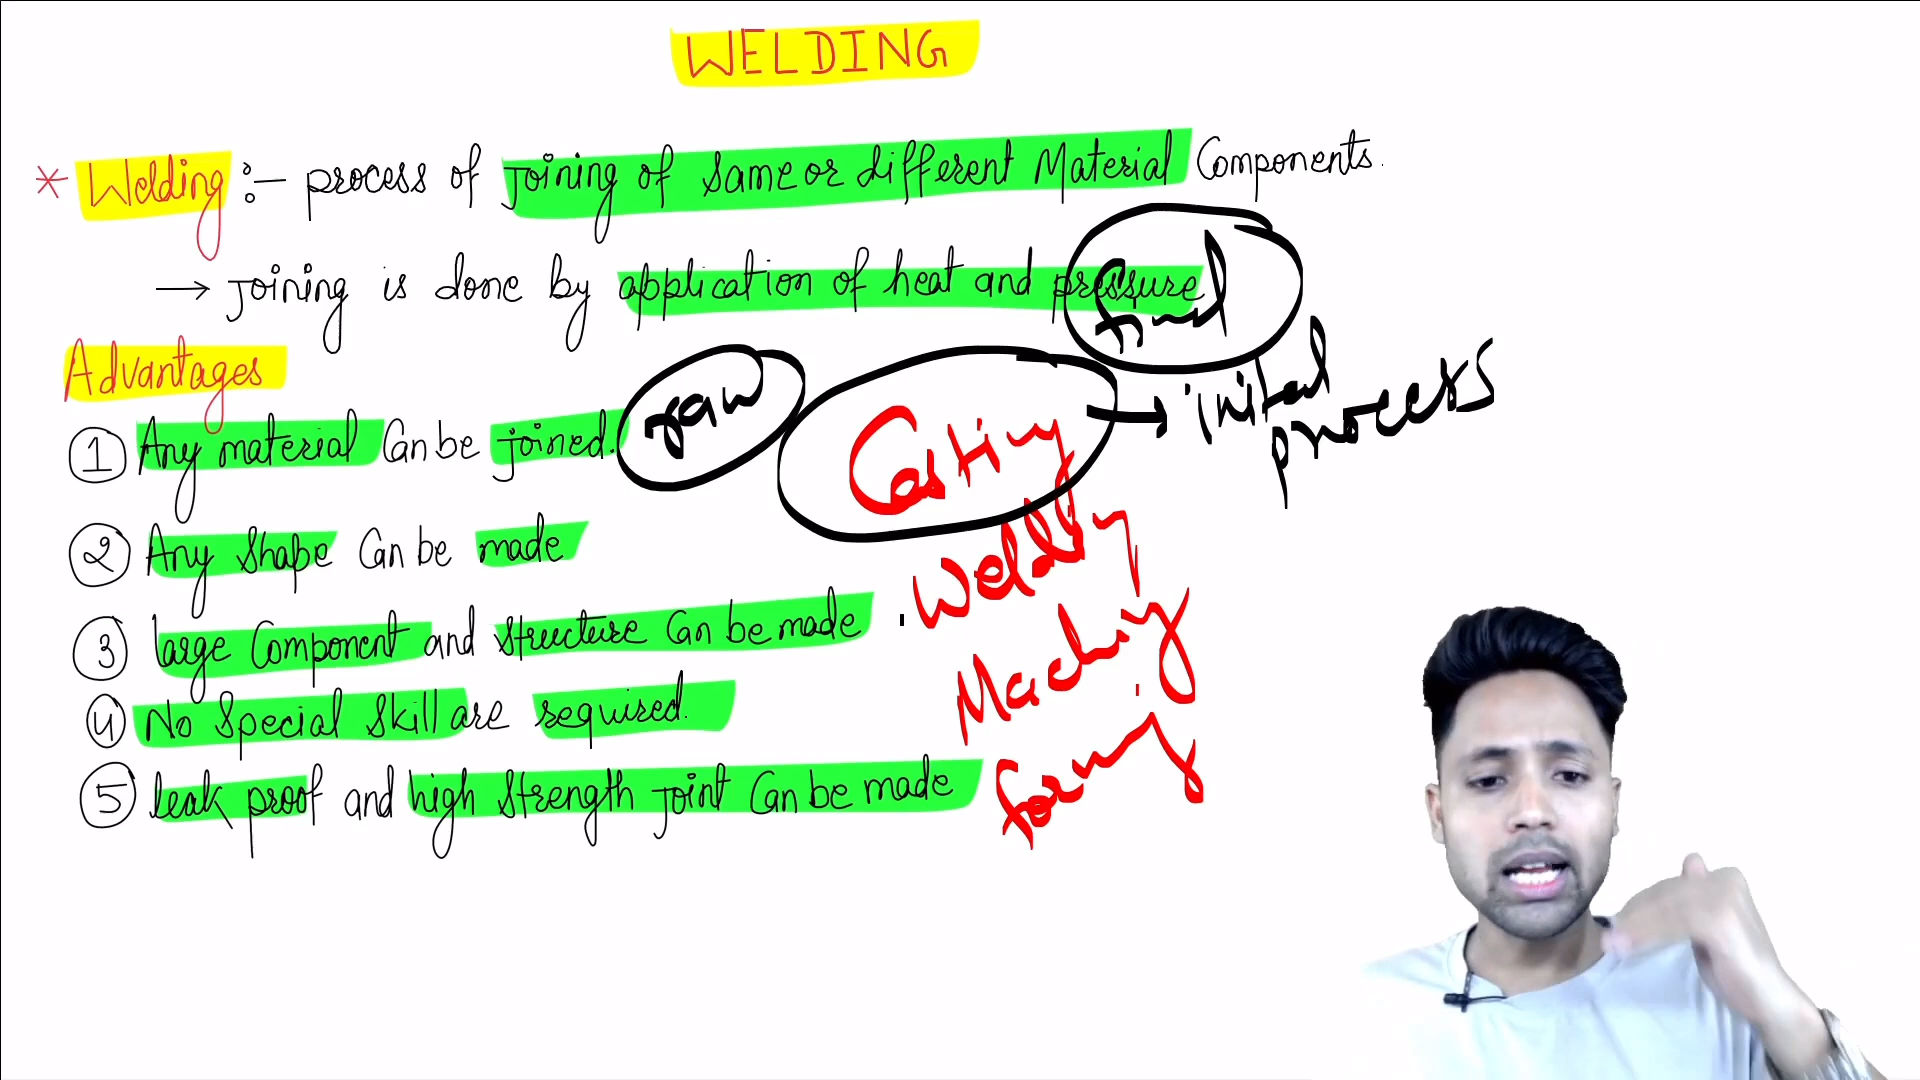 WELDING
* Welding :- process of joining of same or different Material Components.
→ joining is done by application of heat and pressure
final
Advantages
① Any material Can be joined.
raw
Casting → initial process
② Any shape Can be made
Welding
③ large Component and structure Can be made
Machiny
④ No special skill are required.
formy
⑤ leak proof and high strength joint Can be made